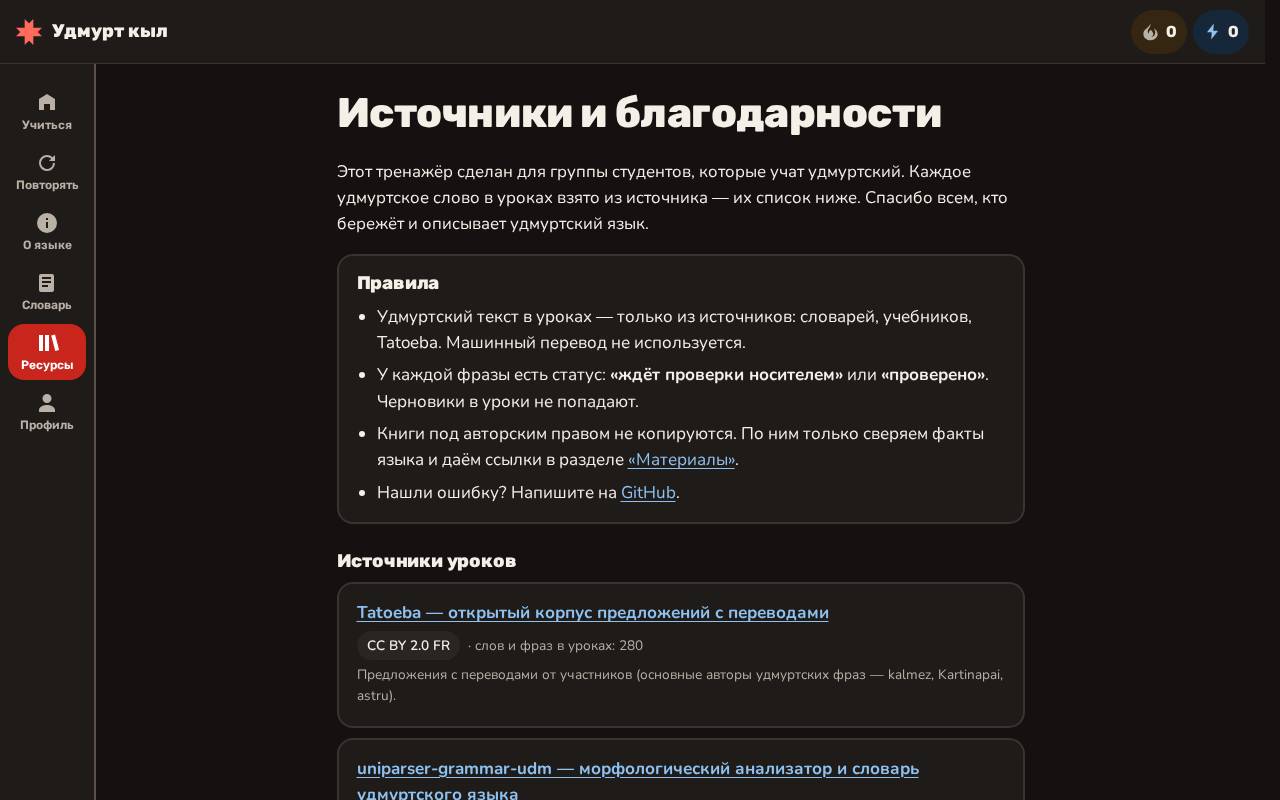 Удмурт кыл
0
0
Учиться
Повторять
О языке
Словарь
Ресурсы
Профиль
Источники и благодарности
Этот тренажёр сделан для группы студентов, которые учат удмуртский. Каждое
удмуртское слово в уроках взято из источника — их список ниже. Спасибо всем, кто
бережёт и описывает удмуртский язык.
Правила
• Удмуртский текст в уроках — только из источников: словарей, учебников,
Tatoeba. Машинный перевод не используется.
• У каждой фразы есть статус: «ждёт проверки носителем» или «проверено».
Черновики в уроки не попадают.
• Книги под авторским правом не копируются. По ним только сверяем факты
языка и даём ссылки в разделе «Материалы».
• Нашли ошибку? Напишите на GitHub.
Источники уроков
Tatoeba — открытый корпус предложений с переводами
CC BY 2.0 FR · слов и фраз в уроках: 280
Предложения с переводами от участников (основные авторы удмуртских фраз — kalmez, Kartinapai,
astru).
uniparser-grammar-udm — морфологический анализатор и словарь
удмуртского языка